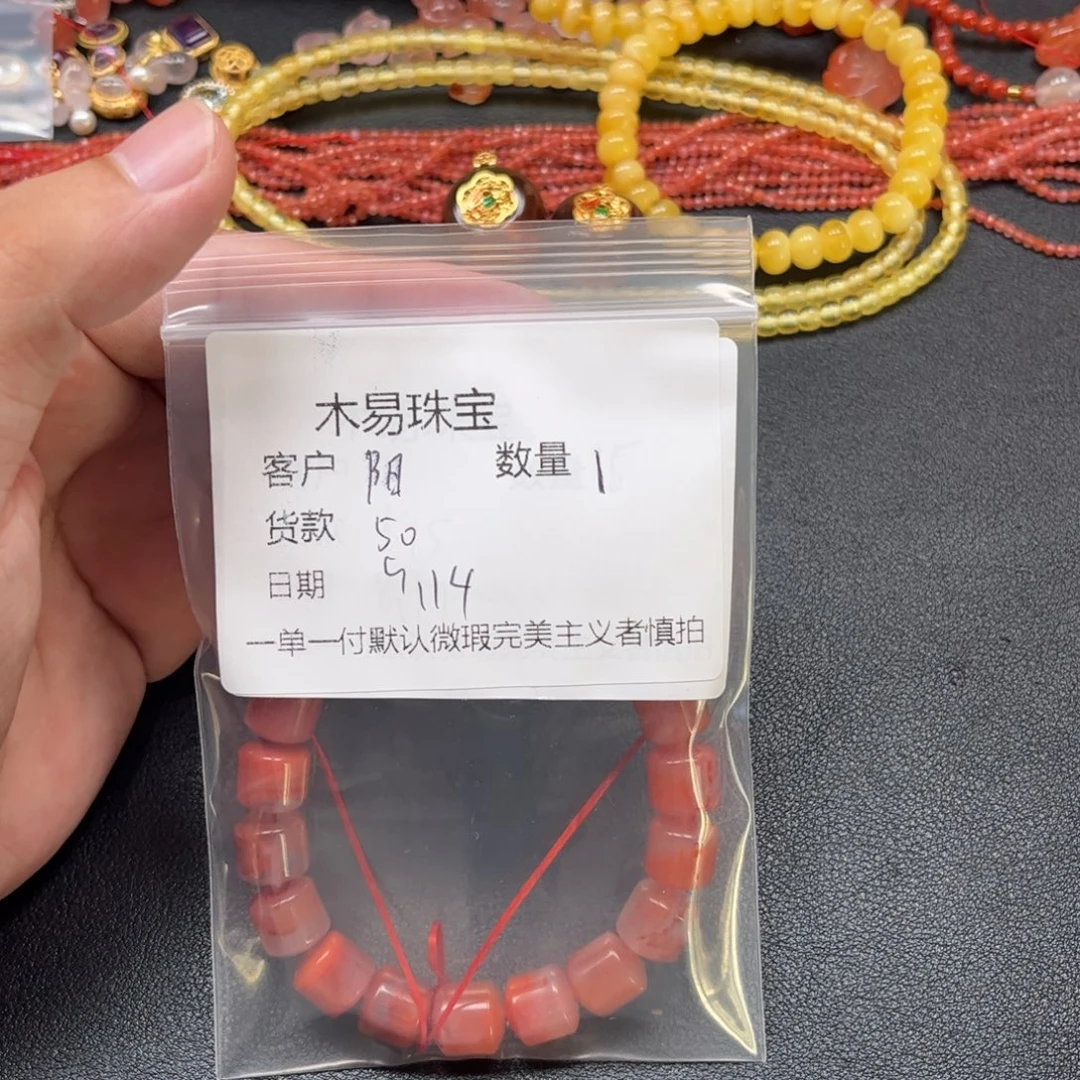 木易珠宝
客户 阳 数量 1
货款 50
日期 9/14
一单一付默认微瑕完美主义者慎拍